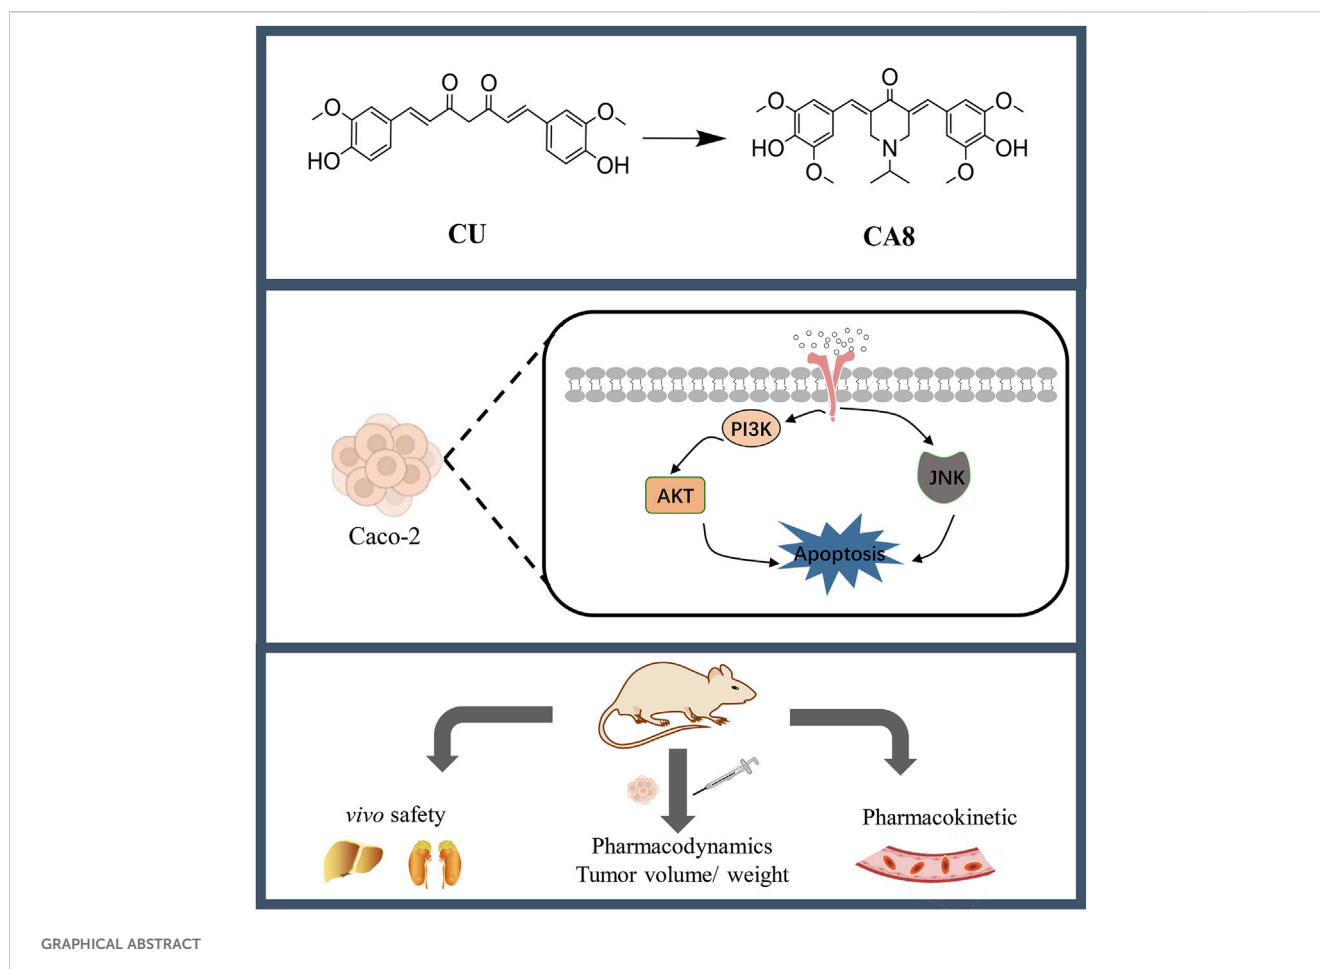 O O
O O
HO OH
CU
O
O O
HO N OH
O O
CA8
PI3K
JNK
AKT
Apoptosis
Caco-2
vivo safety
Pharmacodynamics
Tumor volume/ weight
Pharmacokinetic
GRAPHICAL ABSTRACT